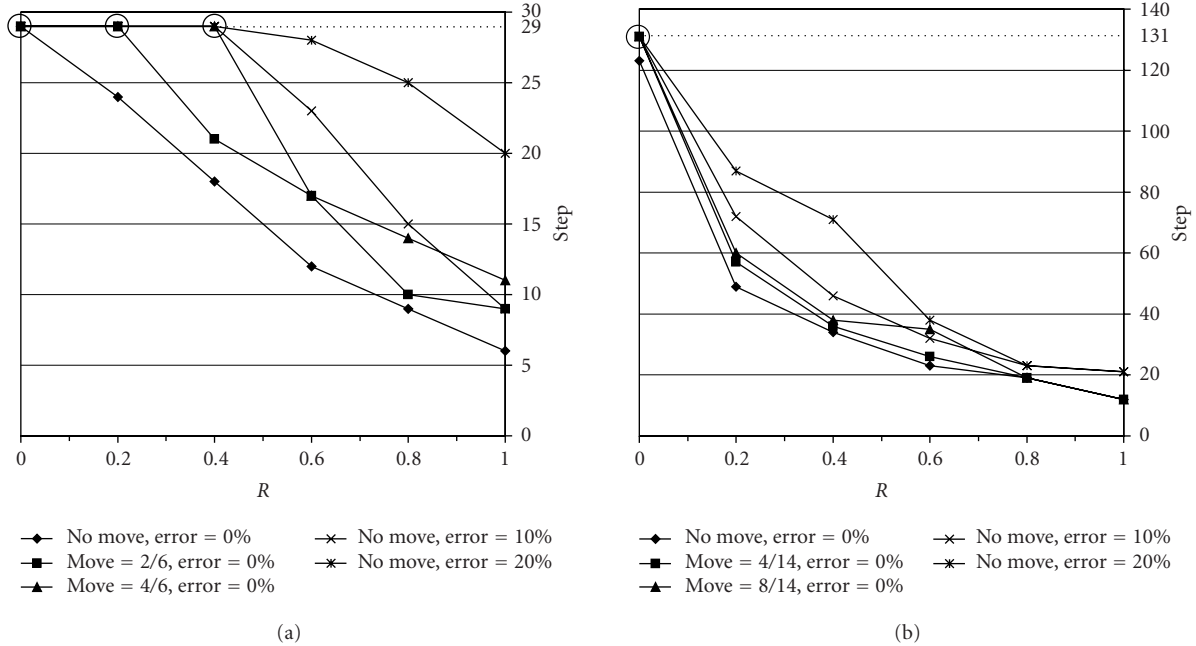 30
29
25
20
15
10
5
0
Step
0 0.2 0.4 0.6 0.8 1
R
No move, error = 0%
Move = 2/6, error = 0%
Move = 4/6, error = 0%
No move, error = 10%
No move, error = 20%
(a)
140
131
120
100
80
60
40
20
0
Step
0 0.2 0.4 0.6 0.8 1
R
No move, error = 0%
Move = 4/14, error = 0%
Move = 8/14, error = 0%
No move, error = 10%
No move, error = 20%
(b)